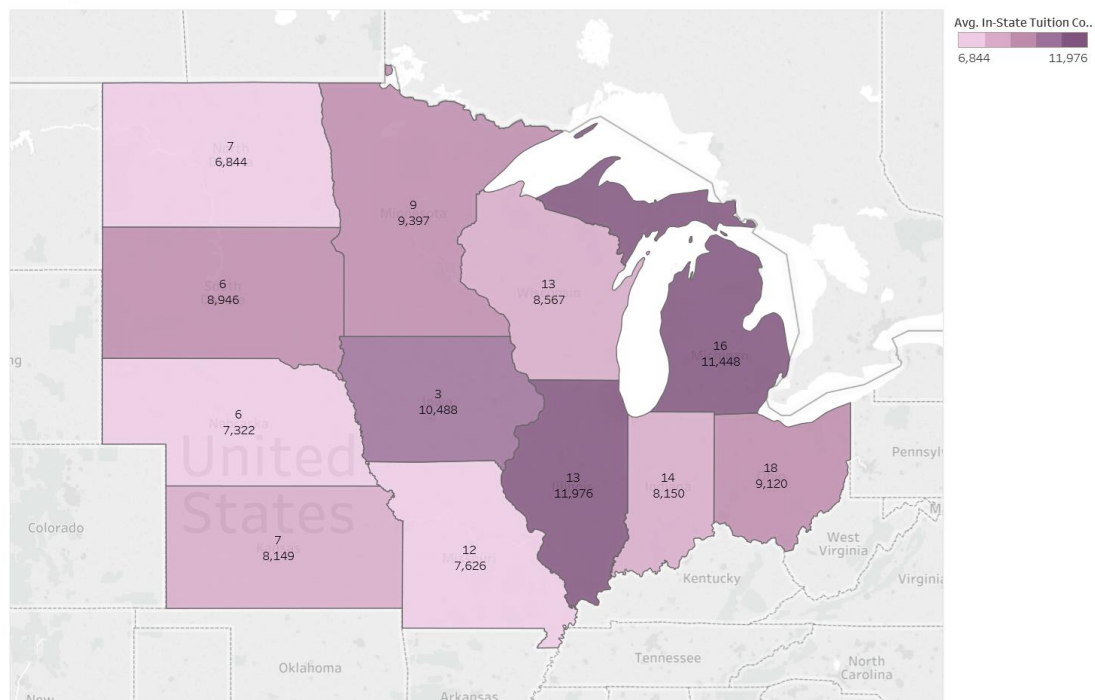 Avg. In-State Tuition Co..
6,844
11,976
7
6,844
9
9,397
6
8,946
13
8,567
16
11,448
3
10,488
6
7,322
United
States
13
11,976
14
8,150
18
9,120
7
8,149
12
7,626
Colorado
Pennsyl
West
Virginia
Virginia
Kentucky
Oklahoma
Tennessee
North
Carolina
Arkansas
New
ng
M